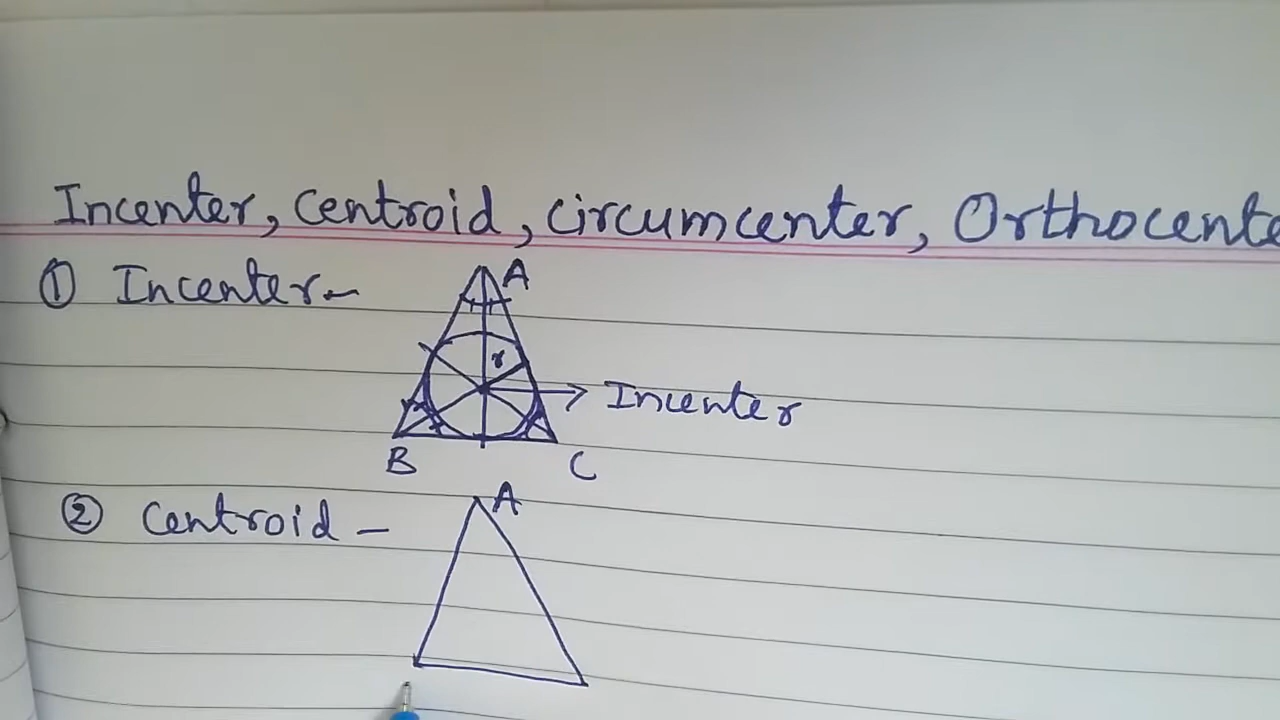 Incenter, Centroid, circumcenter, Orthocente
① Incenter-
A
r
Incenter
B C
② Centroid -
A